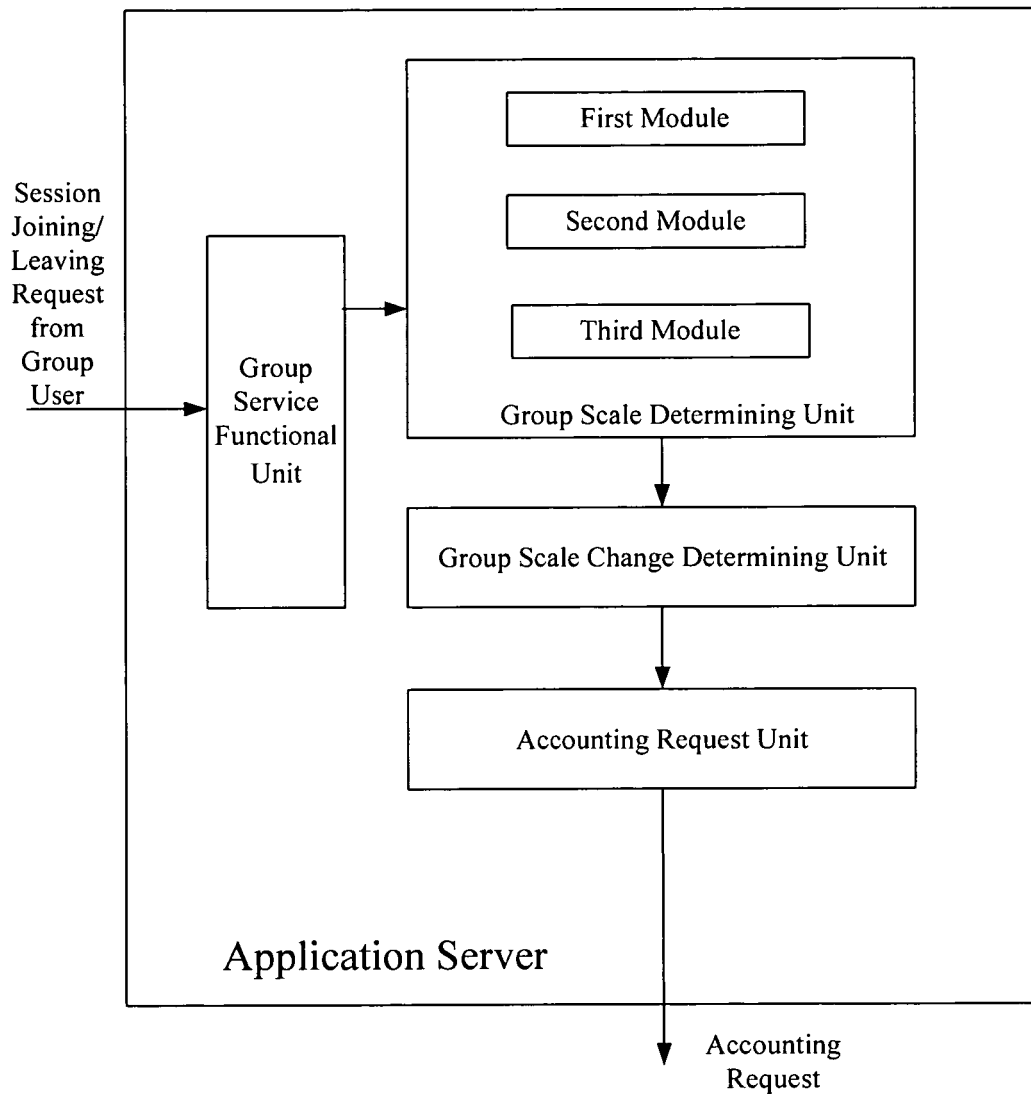 First Module
Second Module
Third Module
Group Scale Determining Unit
Session
Joining/
Leaving
Request
from
Group
User
Group
Service
Functional
Unit
Group Scale Change Determining Unit
Accounting Request Unit
Application Server
Accounting
Request